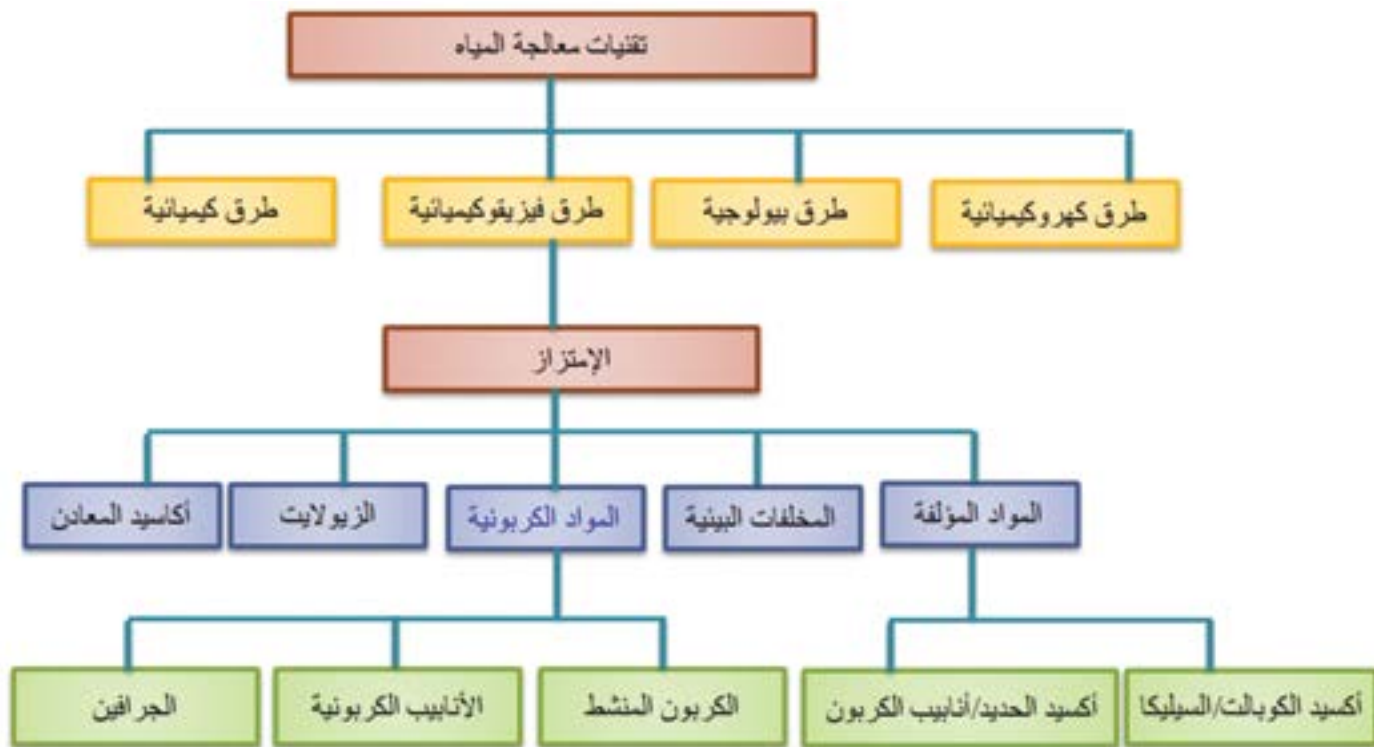 تقنيات معالجة المياه
طرق كهروكيميائية
طرق بيولوجية
طرق فيزيقوكيميائية
طرق كيميائية
الإمتزاز
المواد المؤلفة
المخلفات البيئية
المواد الكربونية
الزيولايت
أكاسيد المعادن
أكسيد الكوبالت/السيليكا
أكسيد الحديد/أنابيب الكربون
الكربون المنشط
الأنابيب الكربونية
الجرافين